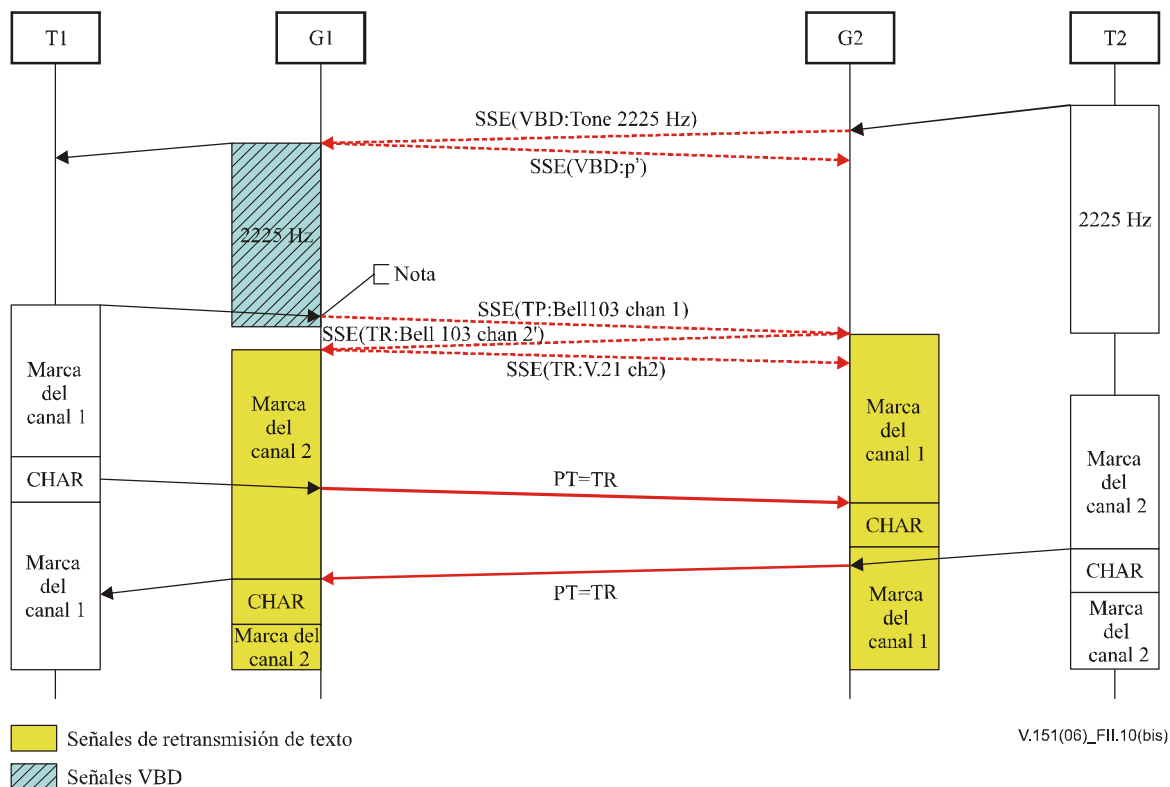 T1
G1
G2
T2
SSE(VBD:Tone 2225 Hz)
SSE(VBD:p’)
2225 Hz
2225 Hz
Nota
SSE(TP:Bell103 chan 1)
SSE(TR:Bell 103 chan 2')
SSE(TR:V.21 ch2)
Marca
del
canal 1
Marca
del
canal 2
Marca
del
canal 1
Marca
del
canal 2
CHAR
PT=TR
CHAR
Marca
del
canal 1
CHAR
PT=TR
Marca
del
canal 1
CHAR
Marca del
canal 2
Marca
del
canal 2
Señales de retransmisión de texto
V.151(06)_FII.10(bis)
Señales VBD